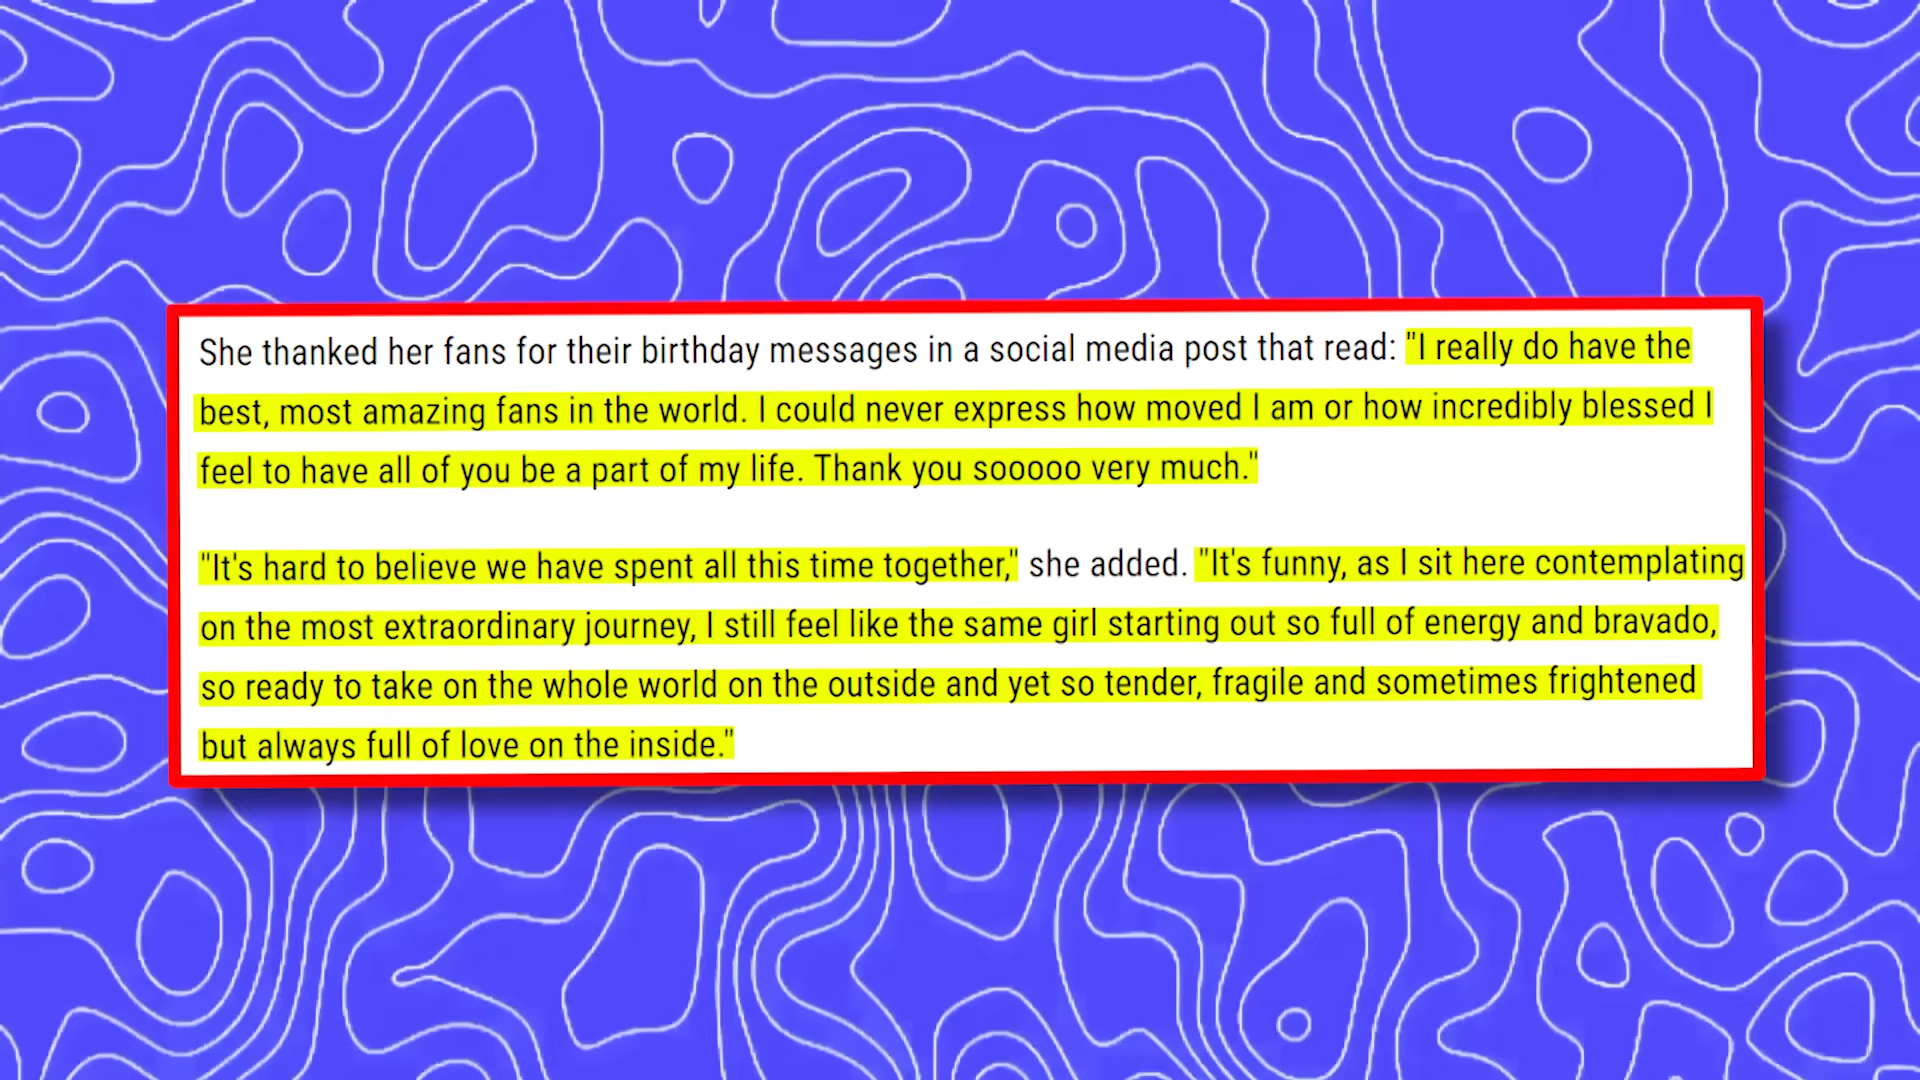 She thanked her fans for their birthday messages in a social media post that read: "I really do have the
best, most amazing fans in the world. I could never express how moved I am or how incredibly blessed I
feel to have all of you be a part of my life. Thank you sooooo very much."
"It's hard to believe we have spent all this time together," she added. "It's funny, as I sit here contemplating
on the most extraordinary journey, I still feel like the same girl starting out so full of energy and bravado,
so ready to take on the whole world on the outside and yet so tender, fragile and sometimes frightened
but always full of love on the inside."